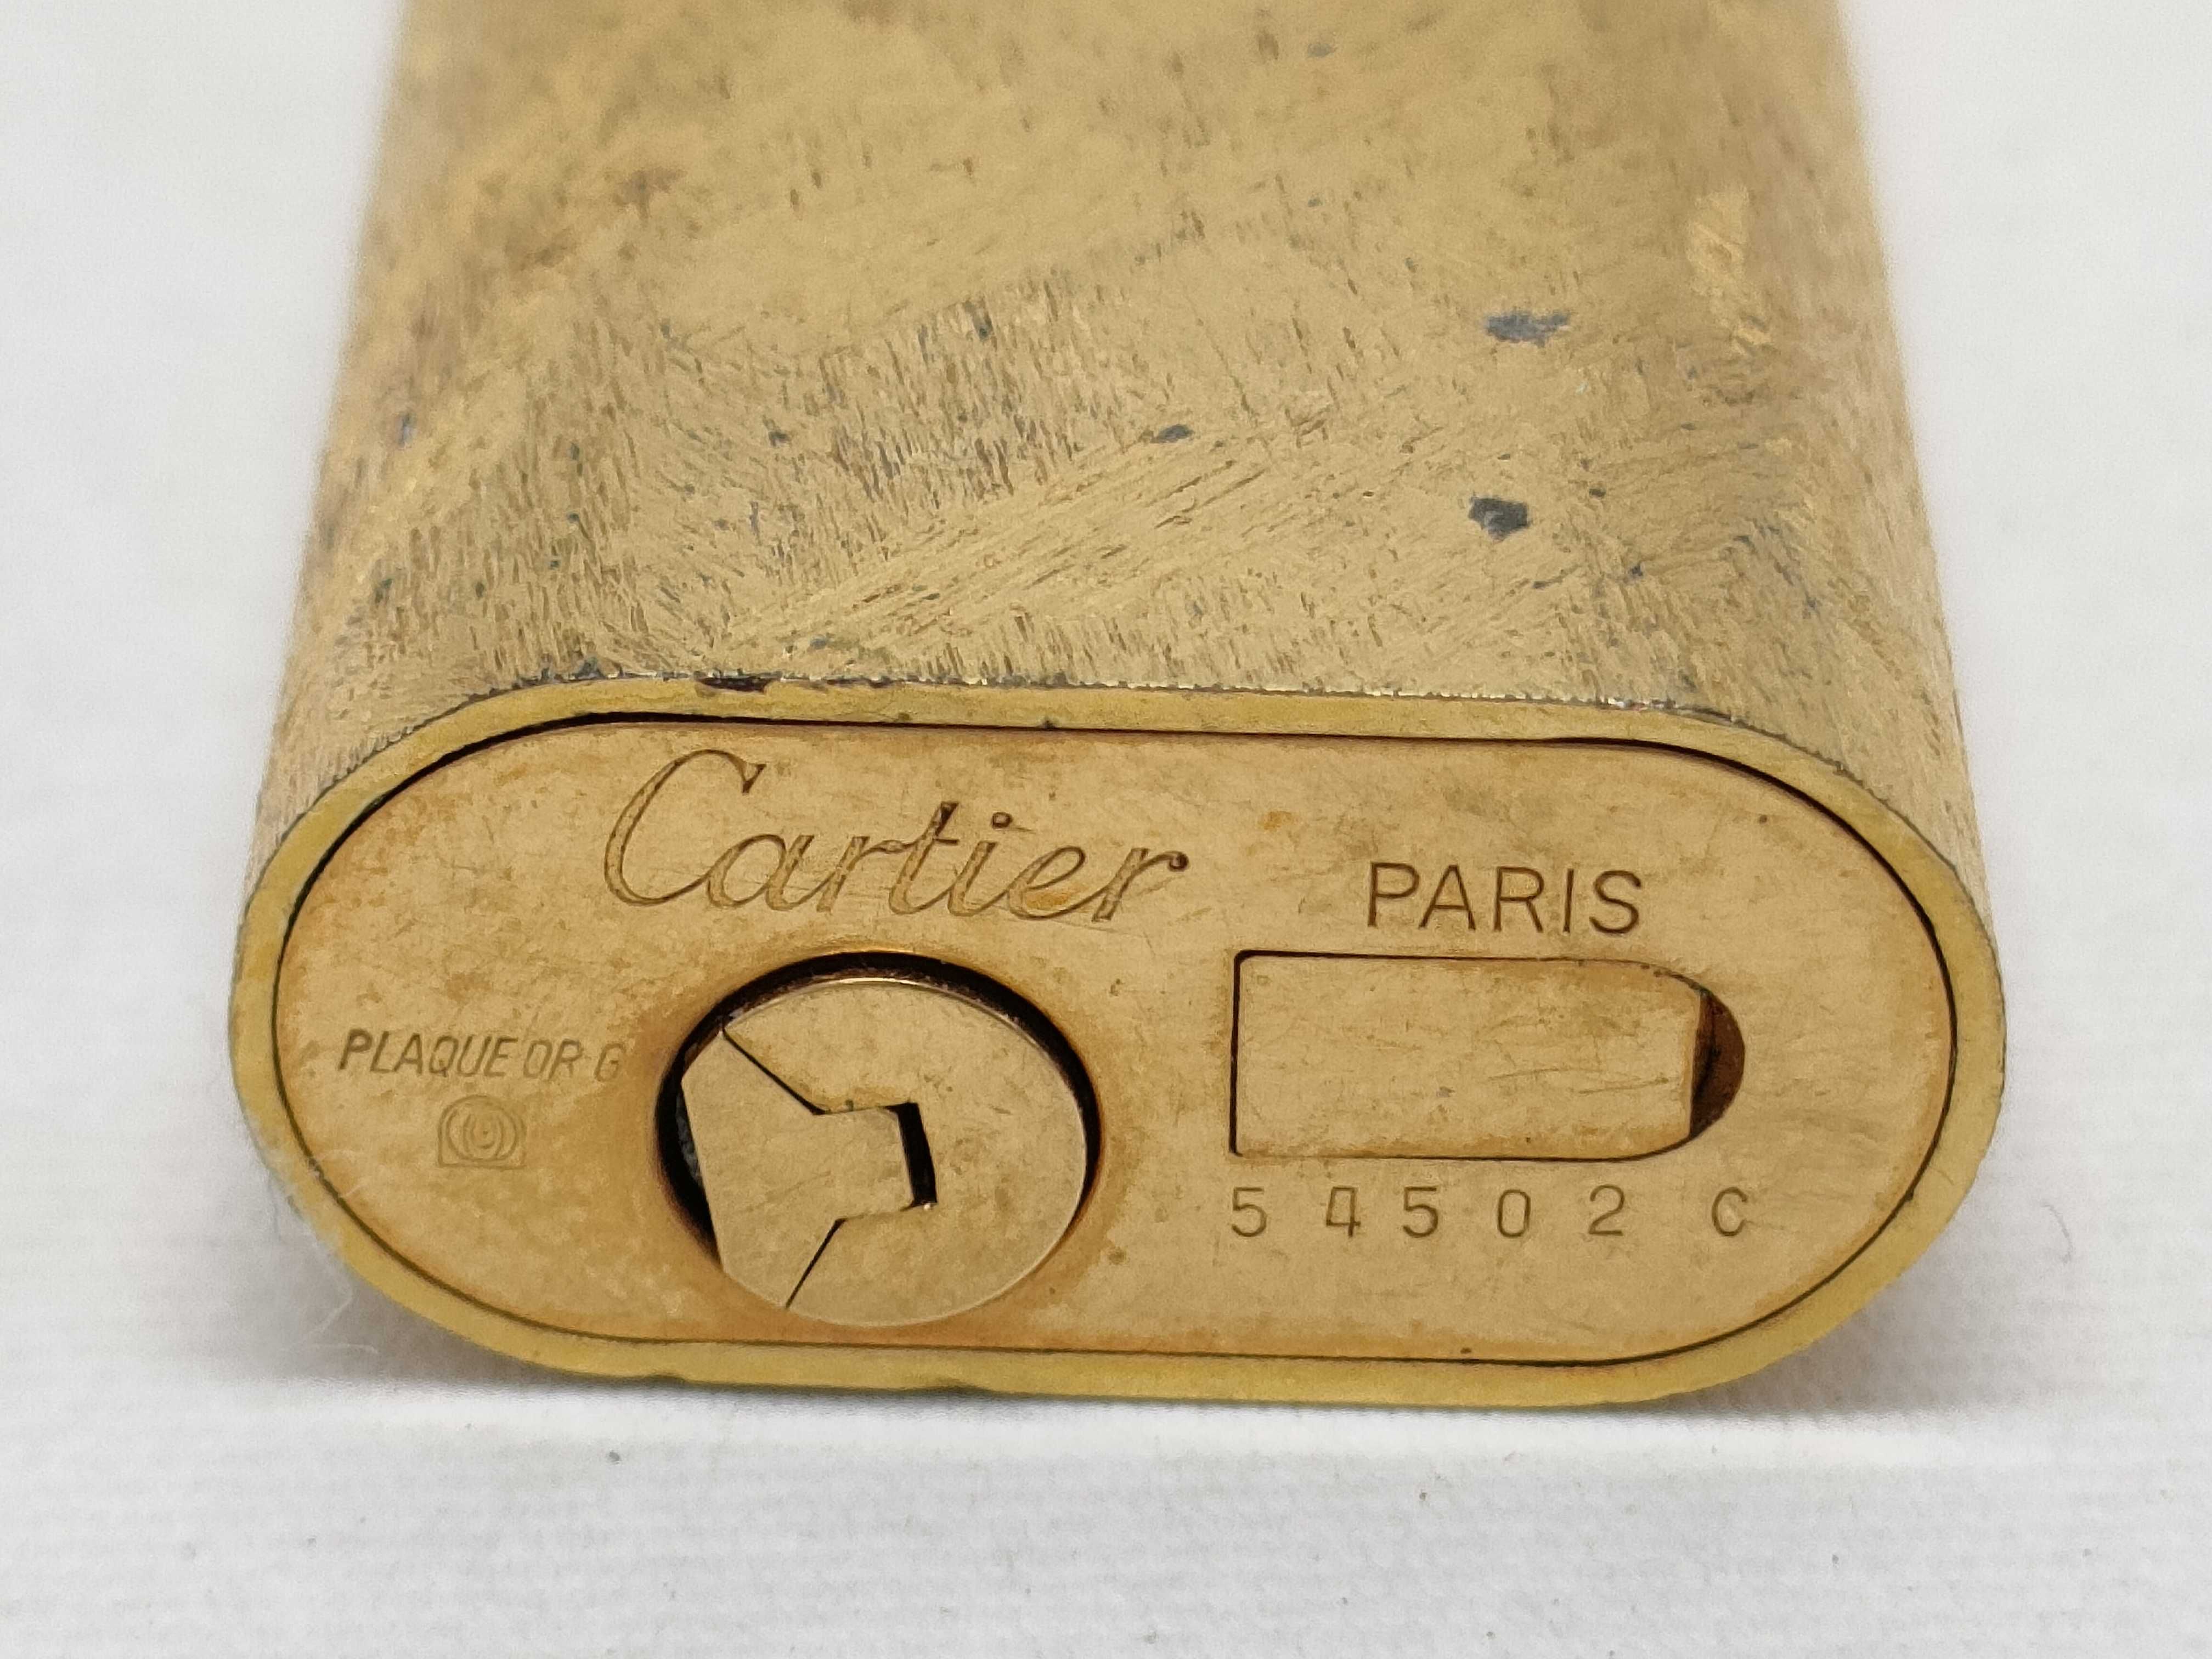 Cartier
PARIS
PLAQUE OR G
54502 C